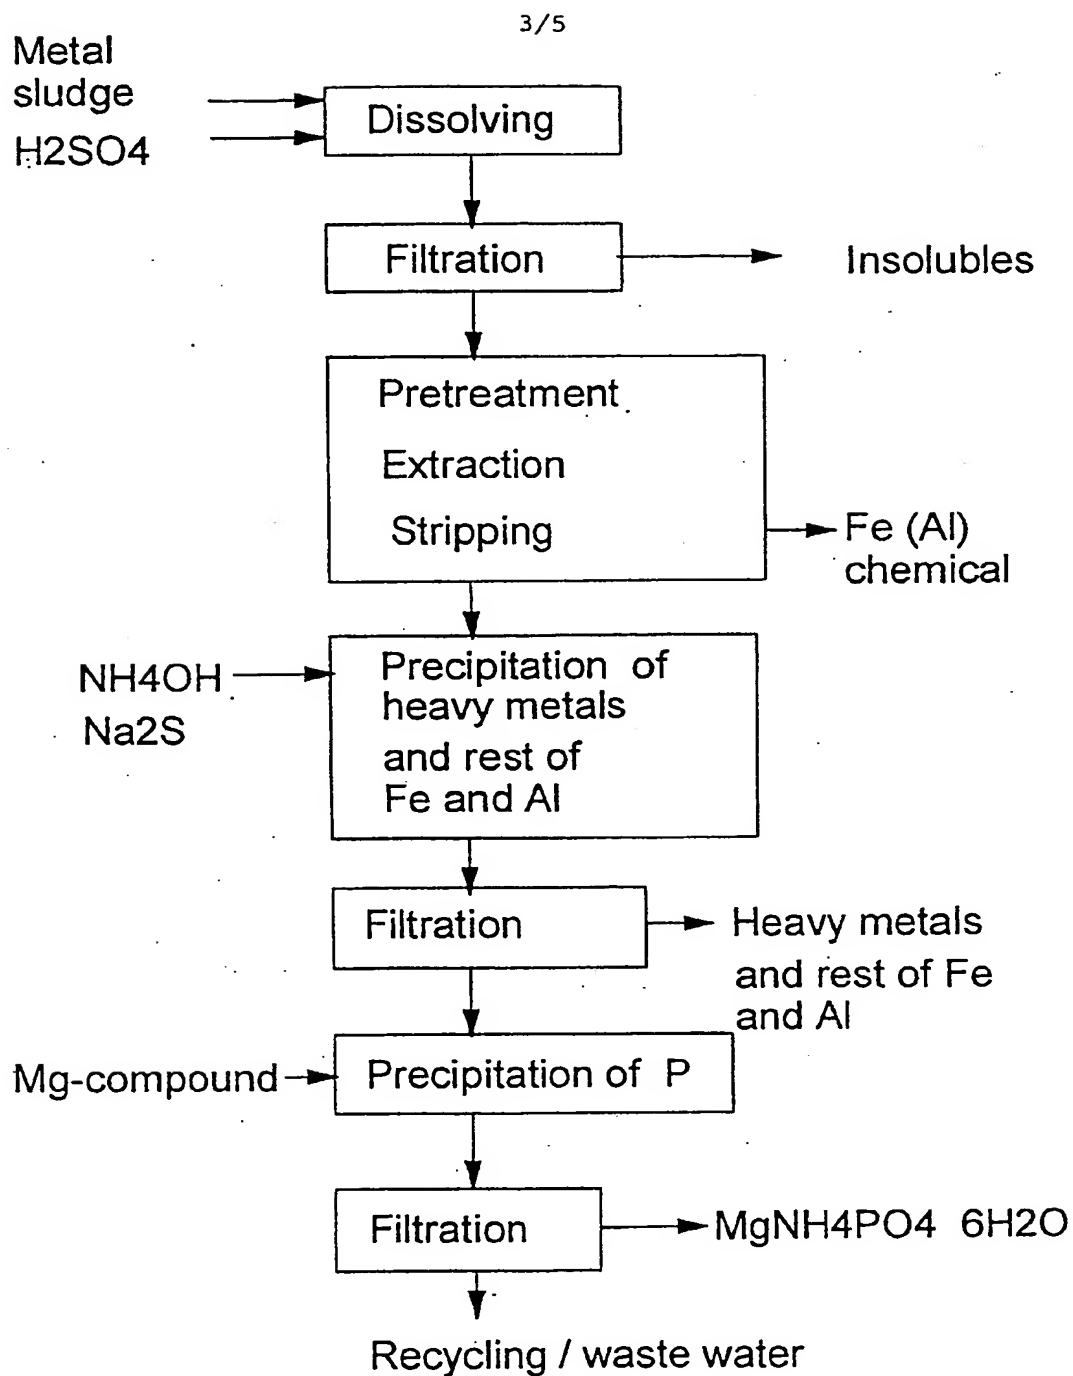 3/5
Metal
sludge
H2SO4
Dissolving
Filtration
Insolubles
Pretreatment
Extraction
Stripping
Fe (Al)
chemical
NH4OH
Na2S
Precipitation of
heavy metals
and rest of
Fe and Al
Filtration
Heavy metals
and rest of Fe
and Al
Mg-compound
Precipitation of P
Filtration
MgNH4PO4 6H2O
Recycling / waste water